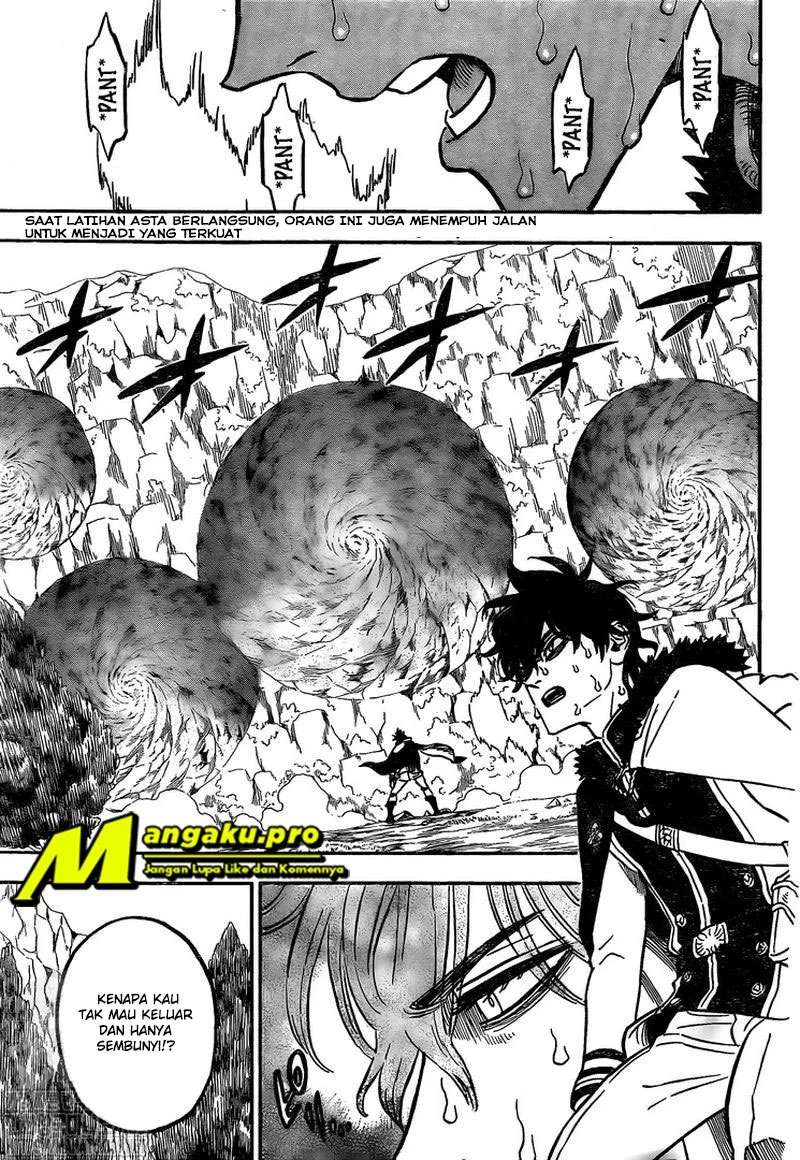 *PANT*
*PANT*
*PANT*
*PANT*
*PANT*
SAAT LATIHAN ASTA BERLANGSUNG, ORANG INI JUGA MENEMPUH JALAN
UNTUK MENJADI YANG TERKUAT
Mangaku.pro
Jangan Lupa Like dan Komennya
KENAPA KAU
TAK MAU KELUAR
DAN HANYA
SEMBUNYI!?